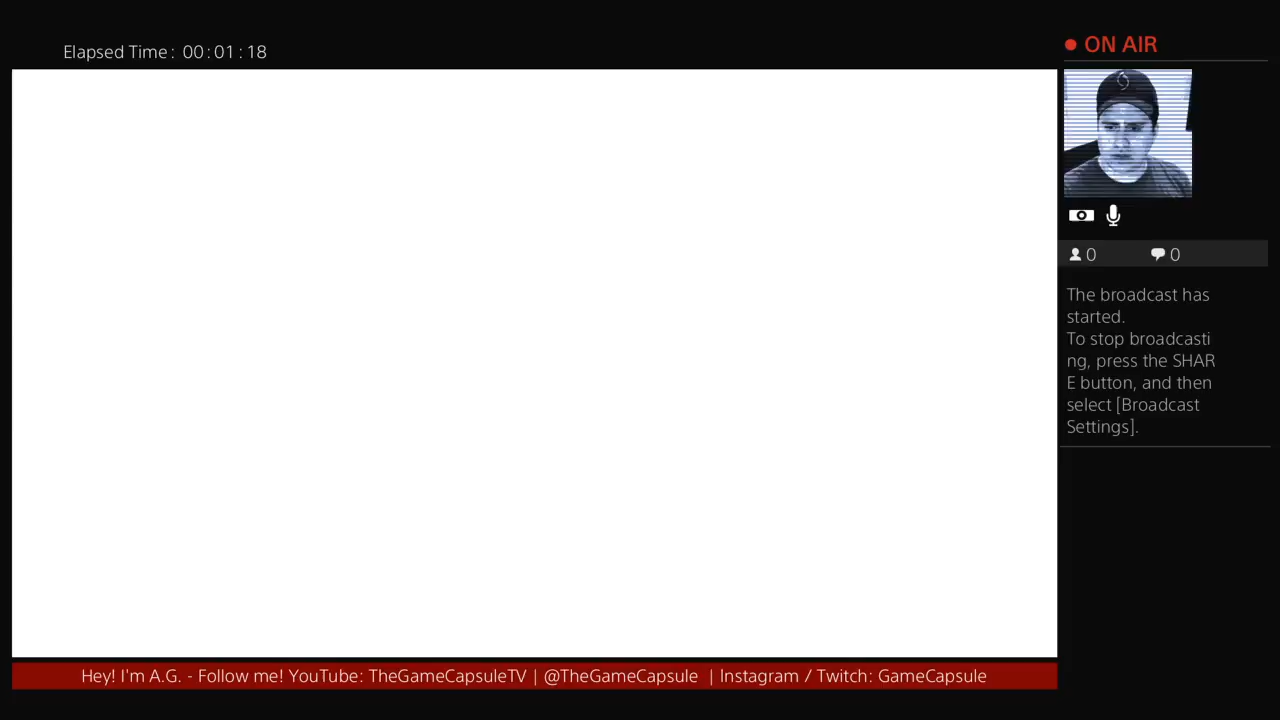 Elapsed Time: 00:01:18
ON AIR
0 0
The broadcast has
started.
To stop broadcasti
ng, press the SHAR
E button, and then
select [Broadcast
Settings].
Hey! I'm A.G. - Follow me! YouTube: TheGameCapsuleTV | @TheGameCapsule | Instagram / Twitch: GameCapsule